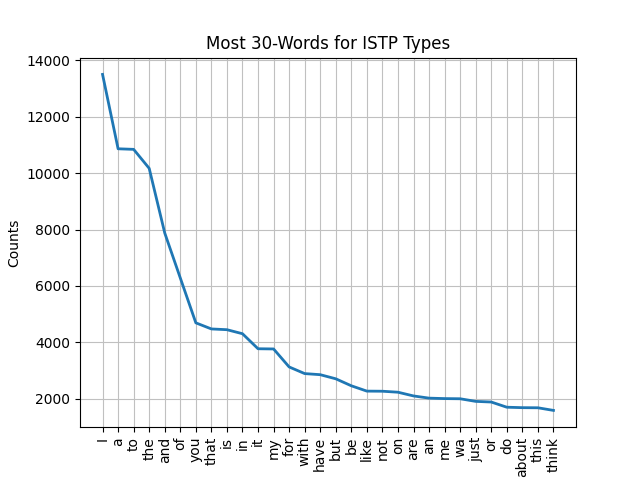 Most 30-Words for ISTP Types
14000
12000
10000
8000
6000
4000
2000
Counts
I
a
to
the
and
of
you
that
is
in
it
my
for
with
have
but
be
like
not
on
are
an
me
wa
just
or
do
about
this
think